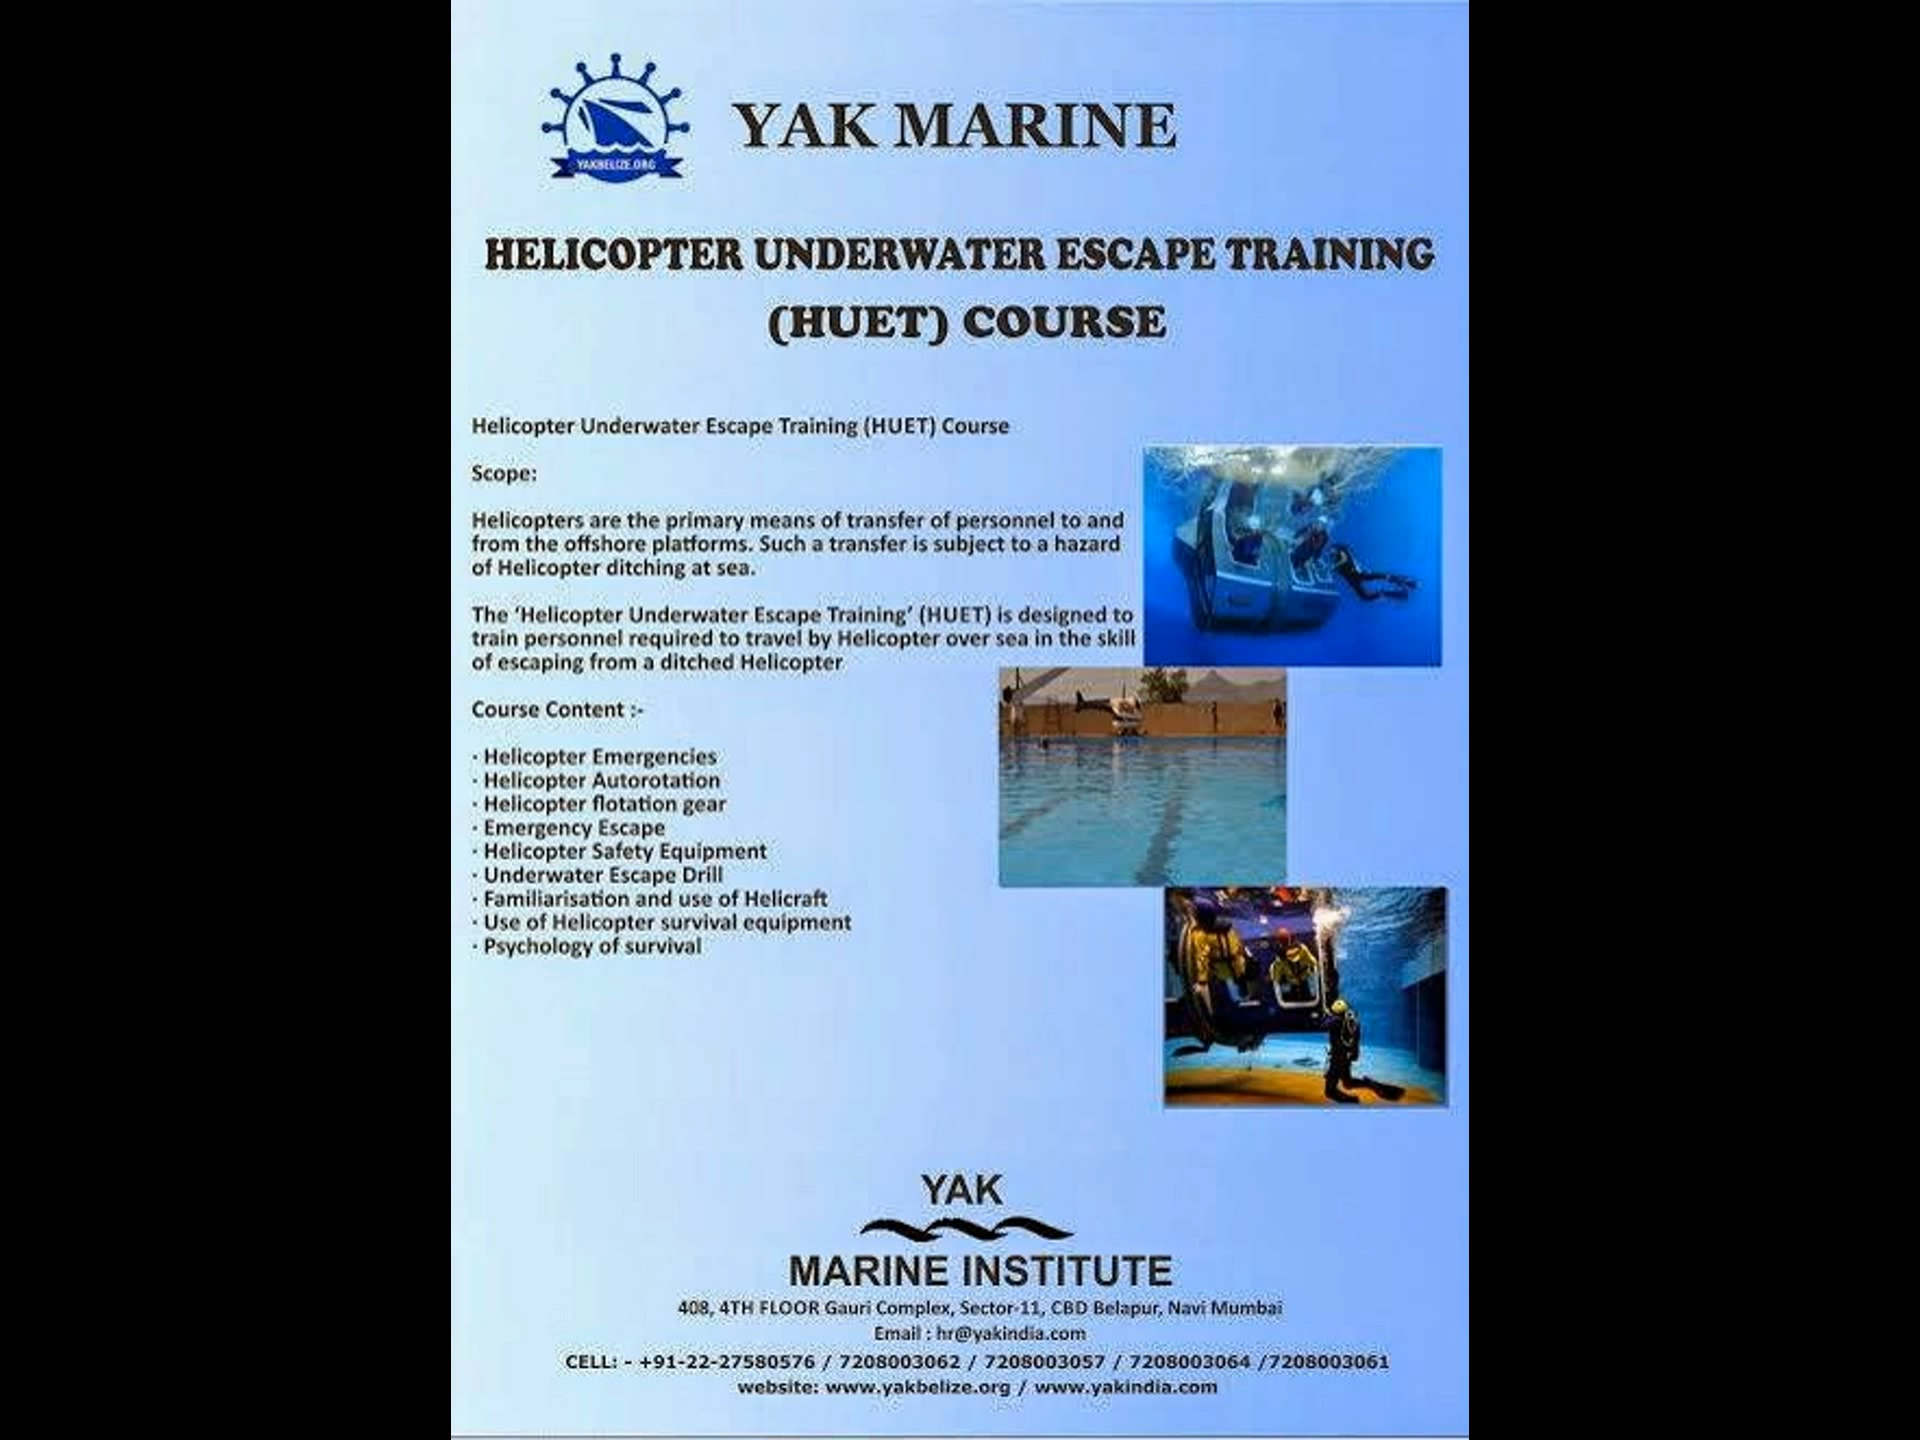 YAKBELIZE.ORG
YAK MARINE
HELICOPTER UNDERWATER ESCAPE TRAINING
(HUET) COURSE
Helicopter Underwater Escape Training (HUET) Course
Scope:
Helicopters are the primary means of transfer of personnel to and
from the offshore platforms. Such a transfer is subject to a hazard
of Helicopter ditching at sea.
The ‘Helicopter Underwater Escape Training’ (HUET) is designed to
train personnel required to travel by Helicopter over sea in the skill
of escaping from a ditched Helicopter
Course Content :-
· Helicopter Emergencies
· Helicopter Autorotation
· Helicopter flotation gear
· Emergency Escape
· Helicopter Safety Equipment
· Underwater Escape Drill
· Familiarisation and use of Helicraft
· Use of Helicopter survival equipment
· Psychology of survival
YAK
MARINE INSTITUTE
408, 4TH FLOOR Gauri Complex, Sector-11, CBD Belapur, Navi Mumbai
Email : hr@yakindia.com
CELL: - +91-22-27580576 / 7208003062 / 7208003057 / 7208003064 /7208003061
website: www.yakbelize.org / www.yakindia.com